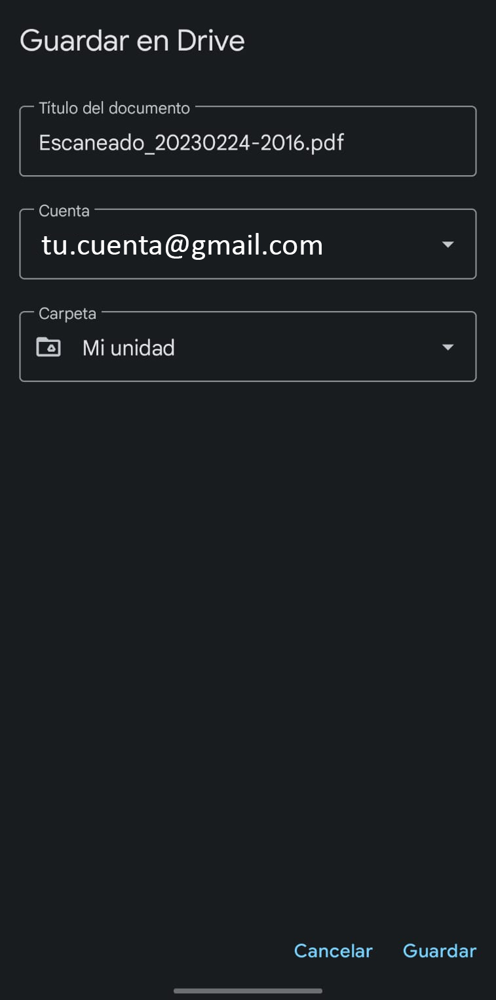 Guardar en Drive
Título del documento
Escaneado_20230224-2016.pdf
Cuenta
tu.cuenta@gmail.com
Carpeta
Mi unidad
Cancelar Guardar